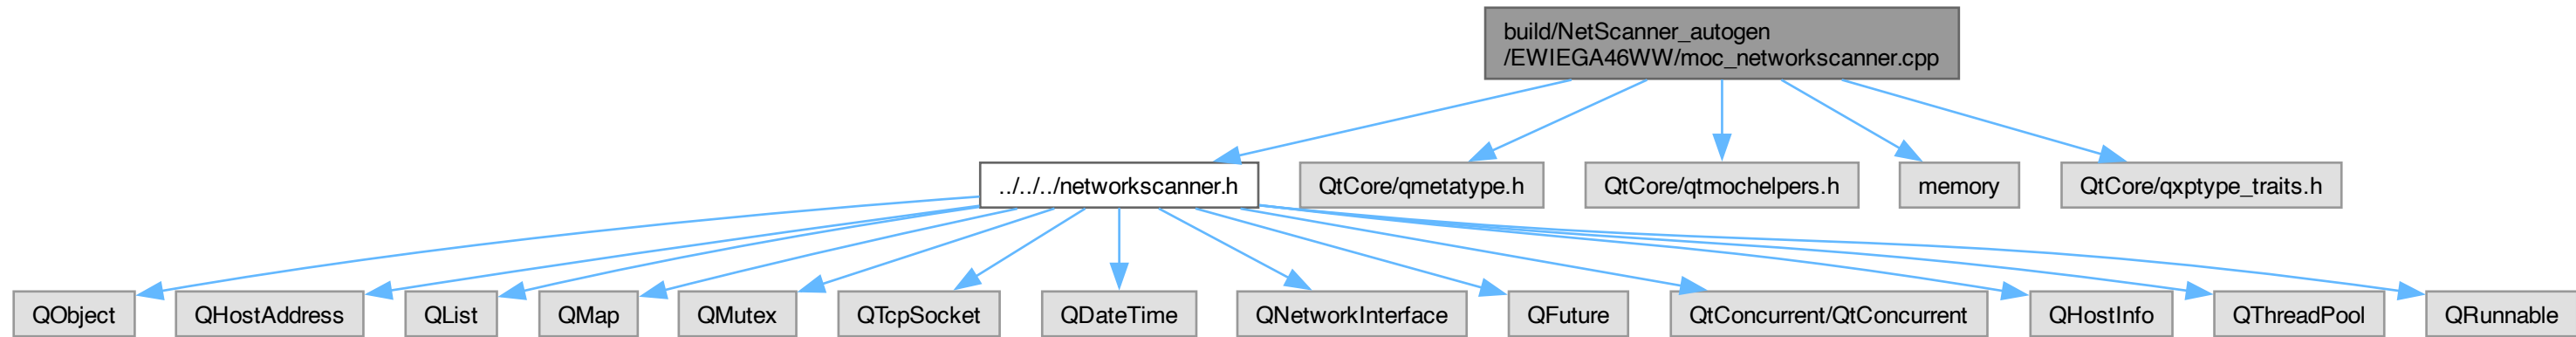 build/NetScanner_autogen
/EWIEGA46WW/moc_networkscanner.cpp
../../../networkscanner.h
QtCore/qmetatype.h
QtCore/qtmochelpers.h
memory
QtCore/qxptype_traits.h
QObject
QHostAddress
QList
QMap
QMutex
QTcpSocket
QDateTime
QNetworkInterface
QFuture
QtConcurrent/QtConcurrent
QHostInfo
QThreadPool
QRunnable